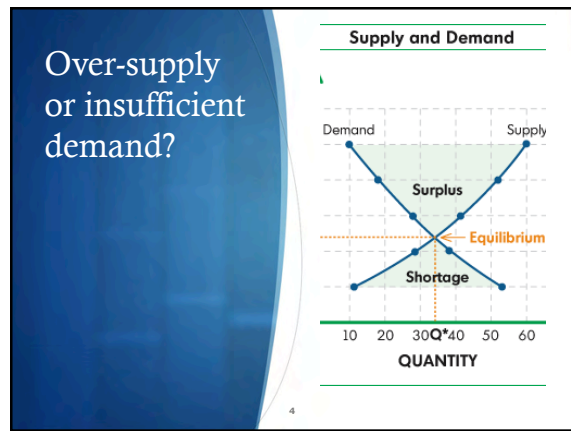 Over-supply
or insufficient
demand?
Supply and Demand
Demand
Supply
Surplus
Equilibrium
Shortage
10 20 30 Q* 40 50 60
QUANTITY
4